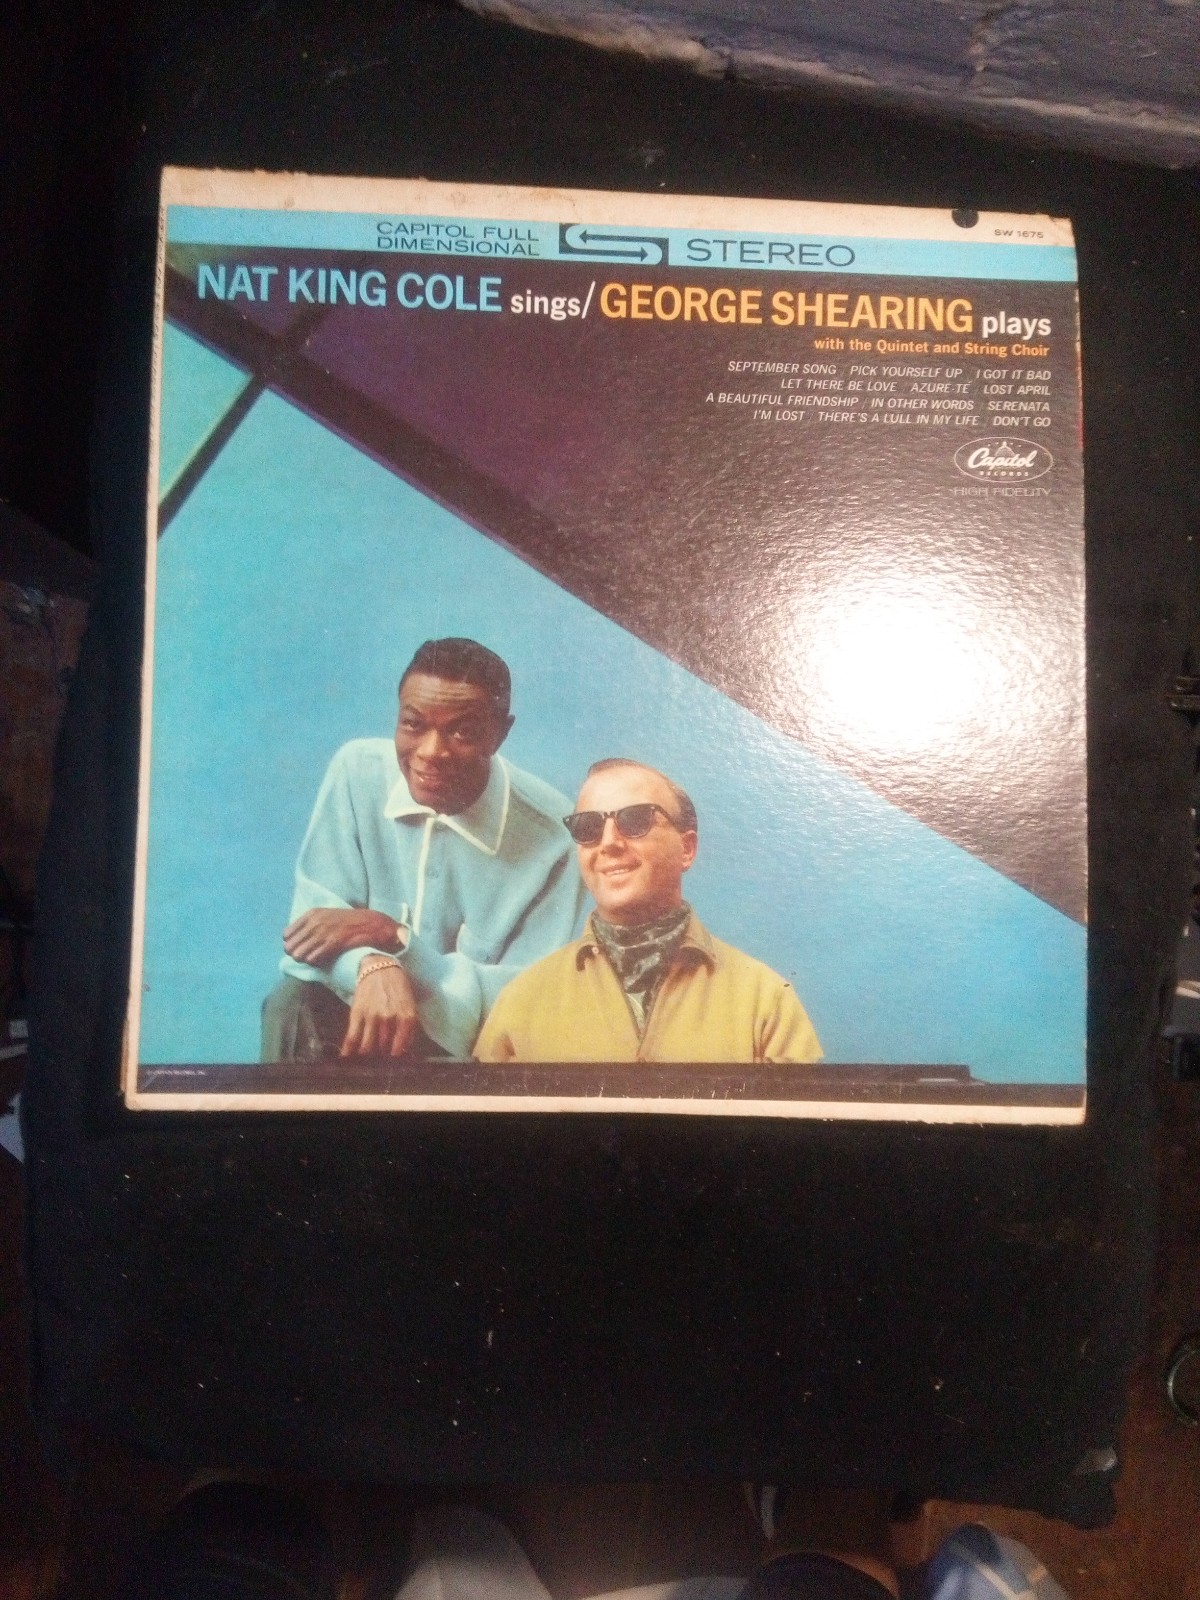 CAPITOL FULL
DIMENSIONAL
STEREO
SW 1675
NAT KING COLE sings/GEORGE SHEARING plays
with the Quintet and String Choir
SEPTEMBER SONG PICK YOURSELF UP I GOT IT BAD
LET THERE BE LOVE AZURE-TÉ LOST APRIL
A BEAUTIFUL FRIENDSHIP IN OTHER WORDS SERENATA
I'M LOST THERE'S A LULL IN MY LIFE DON'T GO
Capitol
RECORDS
HIGH FIDELITY